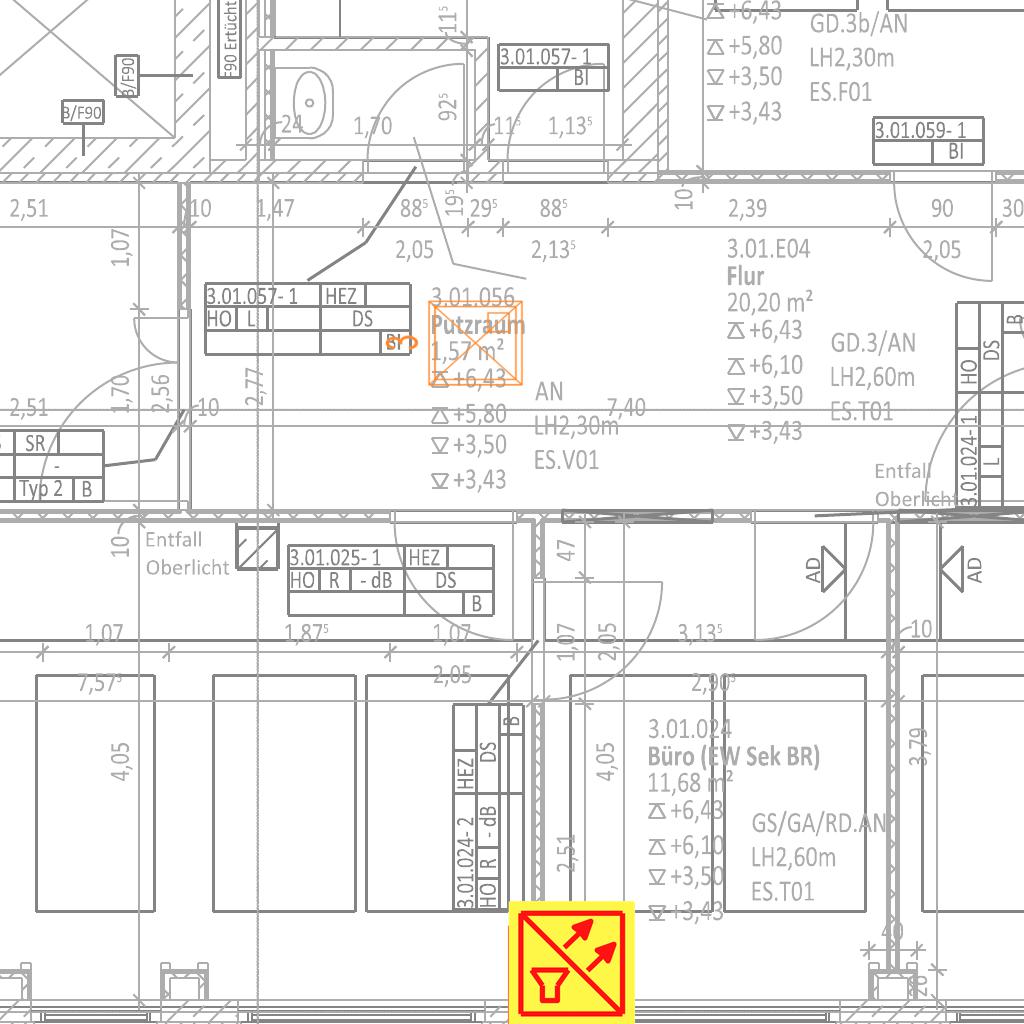 +6,43
GD.3b/AN
+5,80
LH2,30m
+3,50
ES.F01
+3,43
F90 Ertücht
B/F90
B/F90
11⁵
92⁵
3.01.057- 1
BI
24
1,70
11⁵
1,13⁵
3.01.059- 1
BI
2,51
10
1,47
88⁵
19⁵
29⁵
88⁵
10
2,39
90
30
1,07
2,05
2,13⁵
2,05
3.01.E04
Flur
20,20 m²
+6,43
+6,10
+3,50
+3,43
GD.3/AN
LH2,60m
ES.T01
3.01.057- 1
HEZ
HO
L
DS
BI
3.01.056
Putzraum
1,57 m²
+6,43
+5,80
+3,50
+3,43
AN
LH2,30m
ES.V01
7,40
B
DS
HO
L
3.01.024- 1
1,70
2,56
2,77
2,51
10
SR
-
Typ 2
B
Entfall
Oberlicht
10
Entfall
Oberlicht
3.01.025- 1
HEZ
HO
R
- dB
DS
B
47
AD
AD
1,07
1,87⁵
1,07
1,07
2,05
3,13⁵
10
7,57⁵
2,05
2,90⁵
4,05
B
DS
HEZ
- dB
R
HO
3.01.024- 2
4,05
2,51
3,79
3.01.024
Büro (EW Sek BR)
11,68 m²
+6,43
+6,10
+3,50
+3,43
GS/GA/RD.AN
LH2,60m
ES.T01
40
26